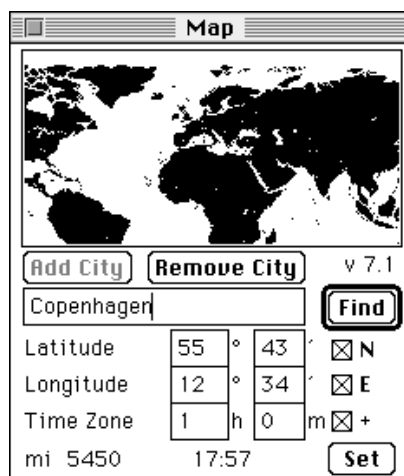 Map
Add City Remove City v 7.1
Copenhagen Find
Latitude 55 ° 43 ′ N
Longitude 12 ° 34 ′ E
Time Zone 1 h 0 m +
mi 5450 17:57 Set